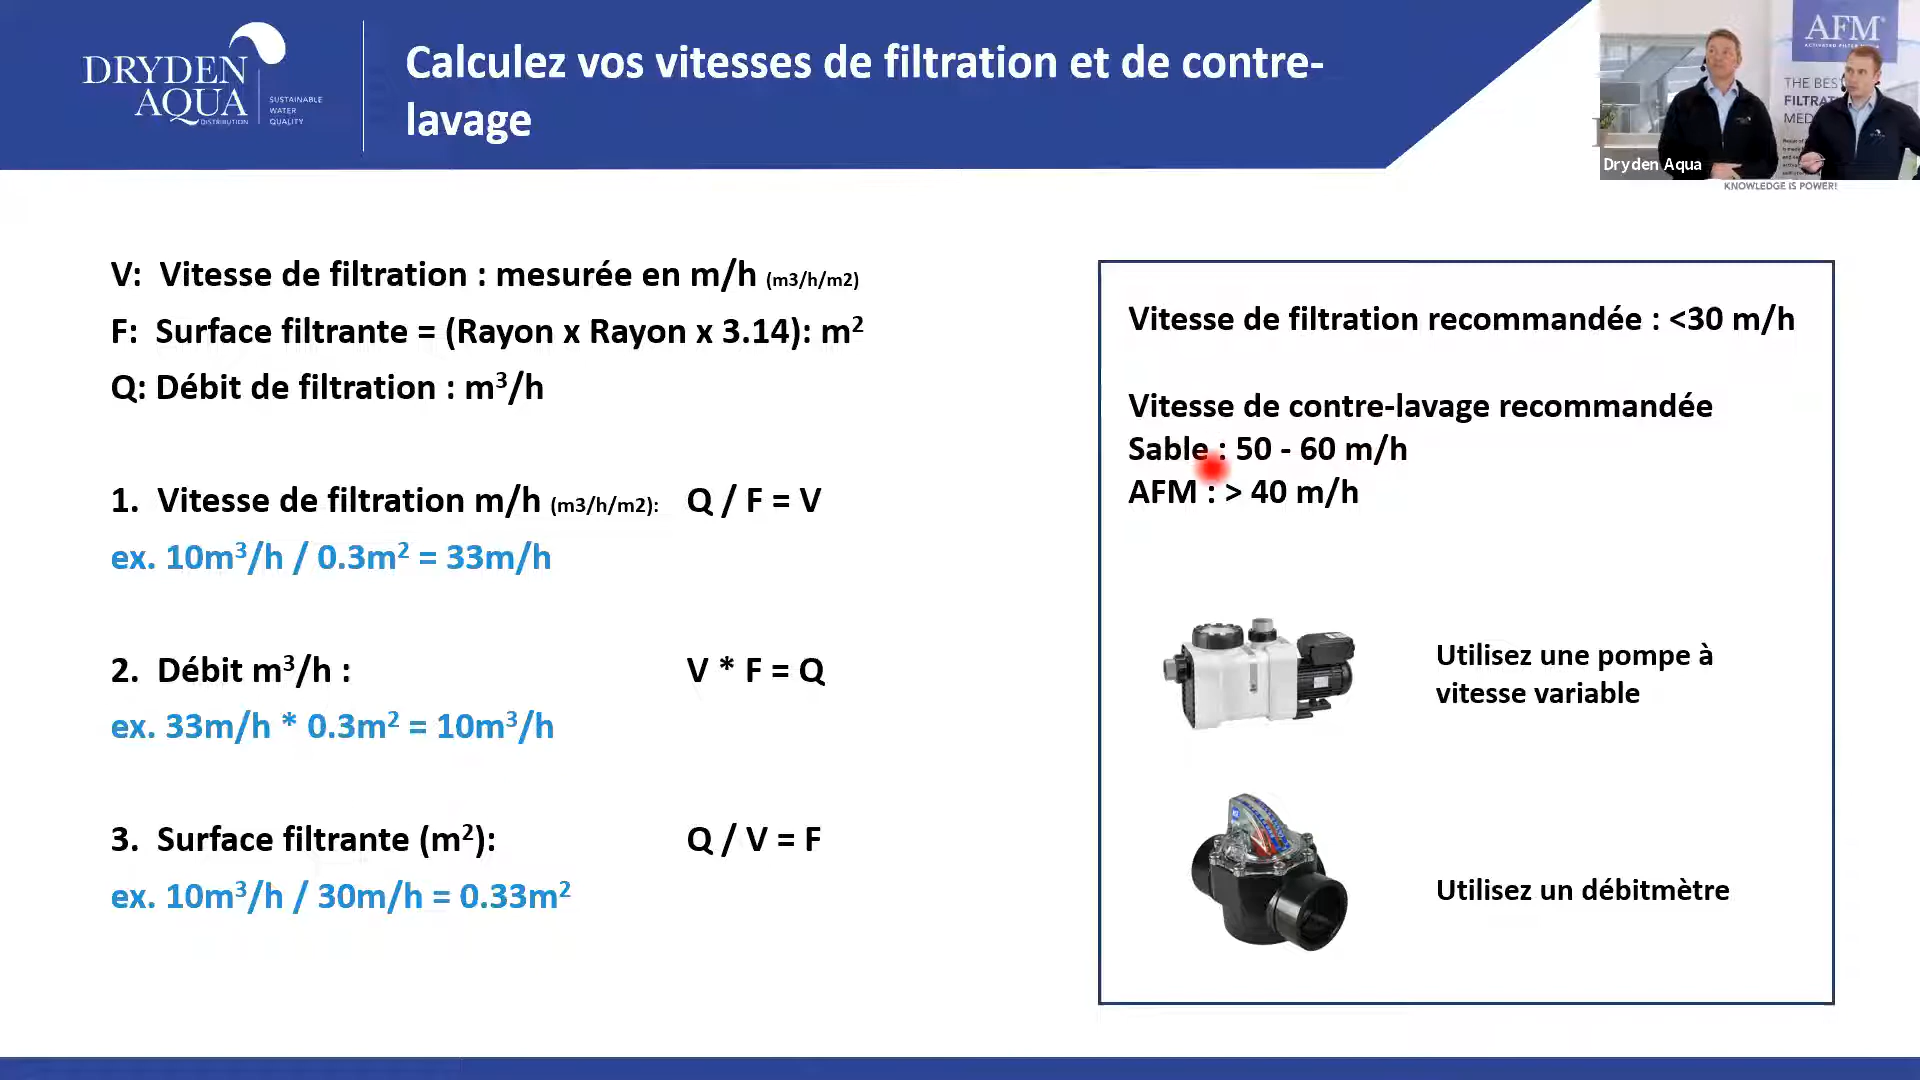 DRYDEN
AQUA
DISTRIBUTION
SUSTAINABLE
WATER
QUALITY
Calculez vos vitesses de filtration et de contre-
lavage
AFM
THE BES
FILTRAT
MED
Dryden Aqua
KNOWLEDGE IS POWER!
V: Vitesse de filtration : mesurée en m/h (m3/h/m2)
F: Surface filtrante = (Rayon x Rayon x 3.14): m²
Q: Débit de filtration : m³/h
1. Vitesse de filtration m/h (m3/h/m2): Q / F = V
ex. 10m³/h / 0.3m² = 33m/h
2. Débit m³/h : V * F = Q
ex. 33m/h * 0.3m² = 10m³/h
3. Surface filtrante (m²): Q / V = F
ex. 10m³/h / 30m/h = 0.33m²
Vitesse de filtration recommandée : <30 m/h
Vitesse de contre-lavage recommandée
Sable : 50 - 60 m/h
AFM : > 40 m/h
Utilisez une pompe à
vitesse variable
Utilisez un débitmètre